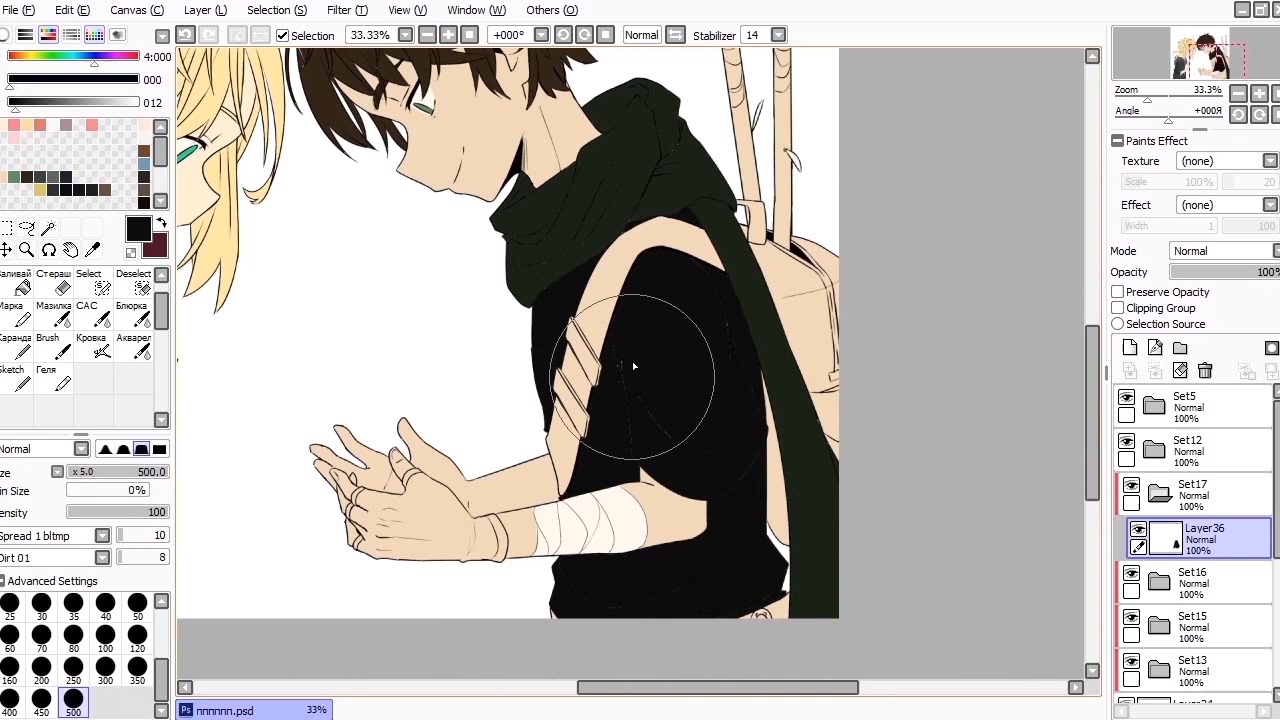 File (F) Edit (E) Canvas (C) Layer (L) Selection (S) Filter (T) View (V) Window (W) Others (O)
Selection 33.33% +000° Normal Stabilizer 14
4:000
000
012
Заливай Стераш Select Deselect
Марка Мазилка САС Блюрка
Каранда Brush Кровка Акварел
Sketch Геля
Normal
ze x 5.0 500.0
in Size 0%
ensity 100
Spread 1 bltmp 10
Dirt 01 8
Advanced Settings
25 30 35 40 50
60 70 80 100 120
160 200 250 300 350
400 450 500
Ps nnnnnn.psd 33%
Zoom 33.3%
Angle +000Я
Paints Effect
Texture (none)
Scale 100% 20
Effect (none)
Width 1 100
Mode Normal
Opacity 100%
Preserve Opacity
Clipping Group
Selection Source
Set5
Normal
100%
Set12
Normal
100%
Set17
Normal
100%
Layer36
Normal
100%
Set16
Normal
100%
Set15
Normal
100%
Set13
Normal
100%